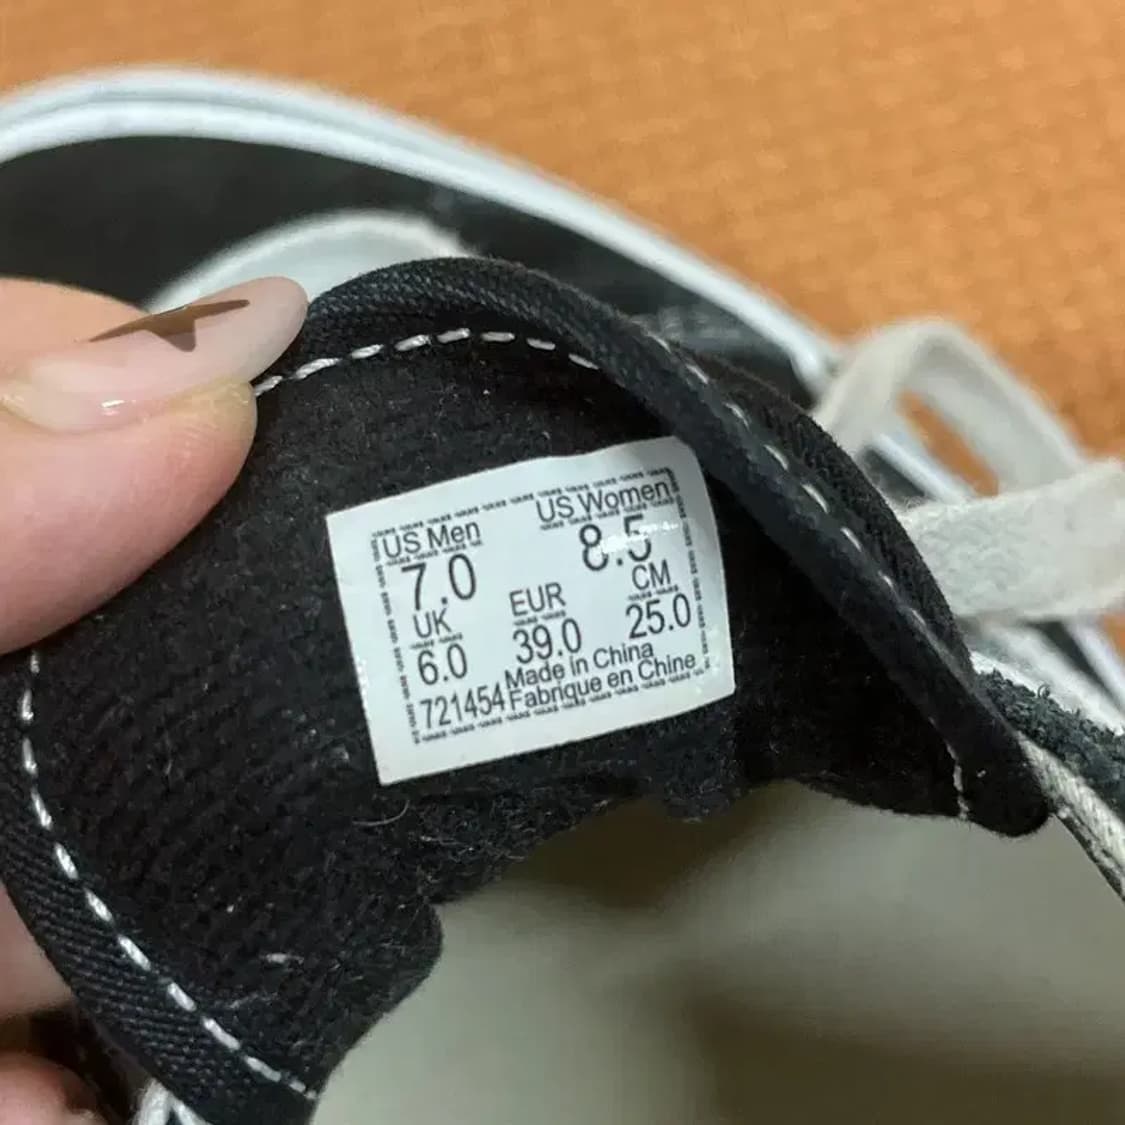 US Men US Women
7.0 8.5
UK EUR CM
6.0 39.0 25.0
Made in China
721454 Fabrique en Chine